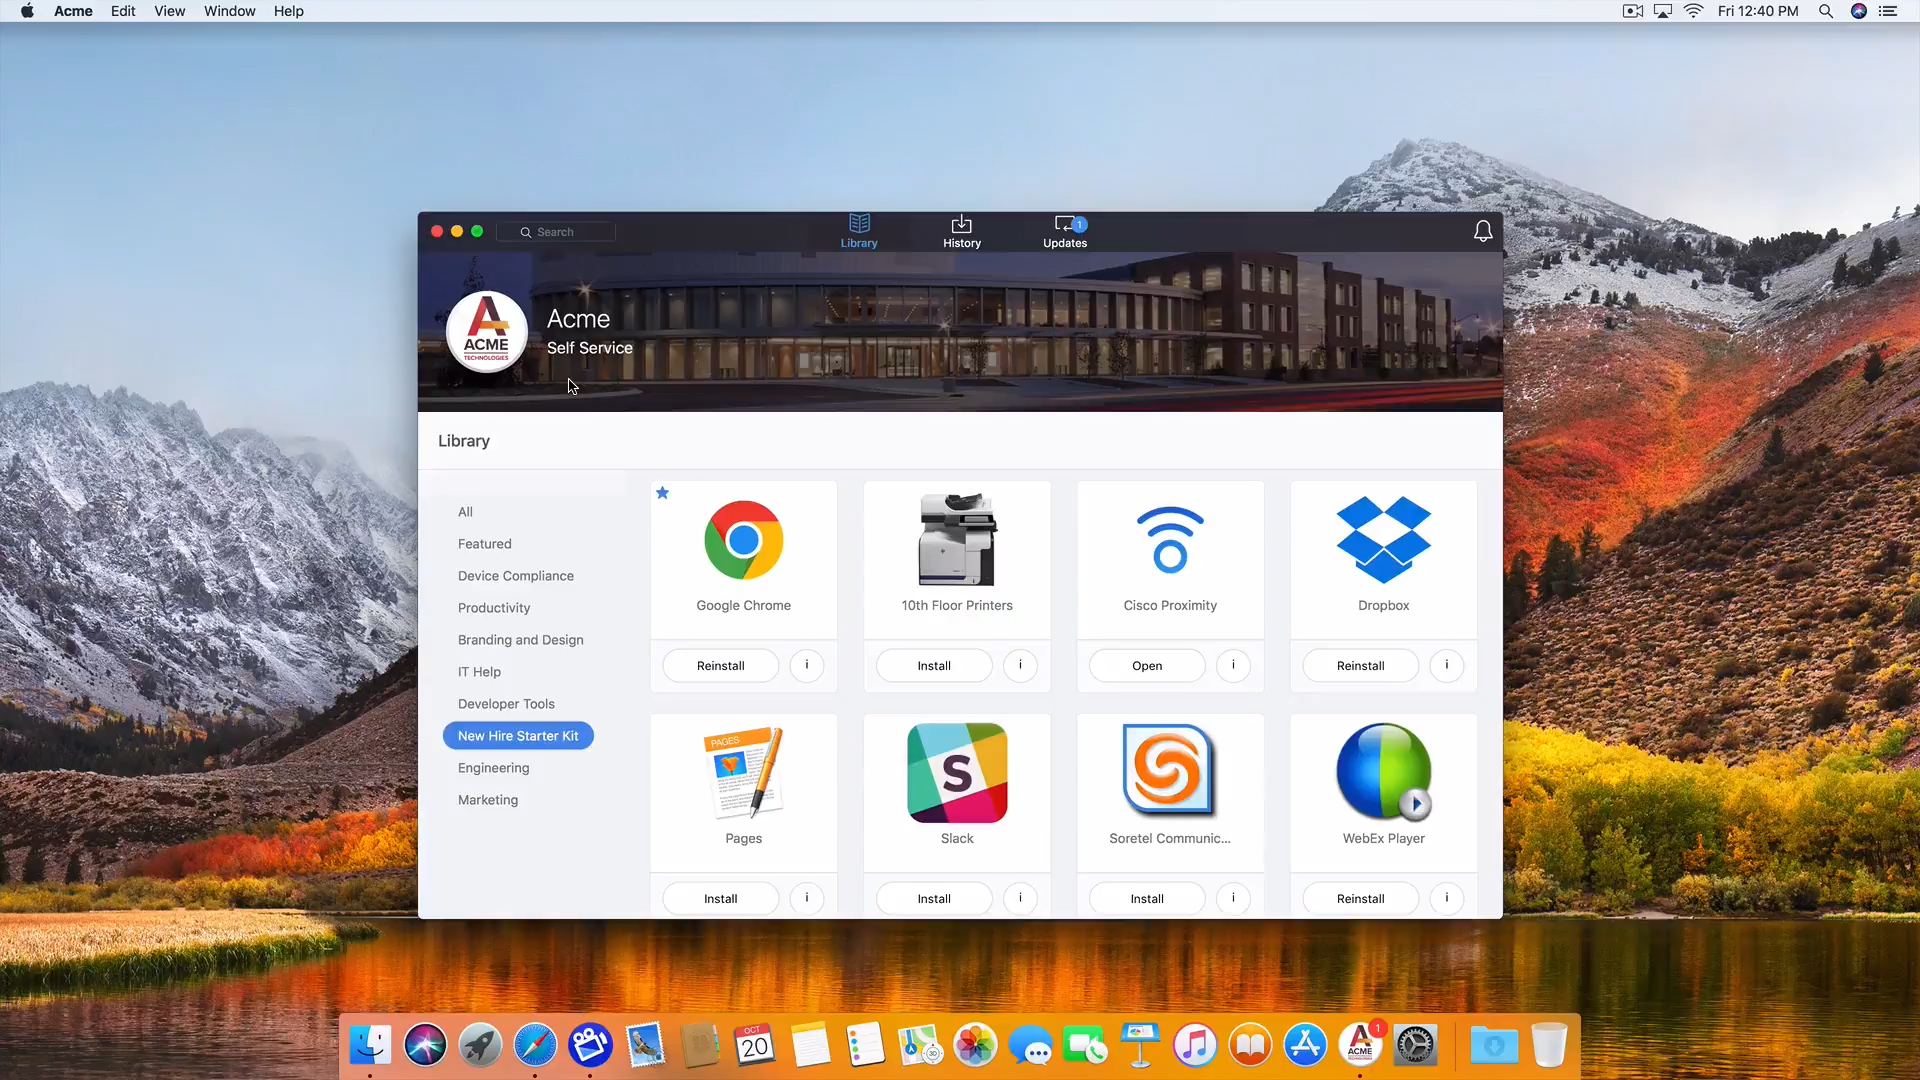 Acme Edit View Window Help
Fri 12:40 PM
Search
Library
History
Updates
1
A
ACME
TECHNOLOGIES
Acme
Self Service
Library
All
Featured
Device Compliance
Productivity
Branding and Design
IT Help
Developer Tools
New Hire Starter Kit
Engineering
Marketing
Google Chrome
Reinstall i
10th Floor Printers
Install i
Cisco Proximity
Open i
Dropbox
Reinstall i
PAGES
Pages
Install i
S
Slack
Install i
Soretel Communic...
Install i
WebEx Player
Reinstall i
OCT
20
3D
ACME
1